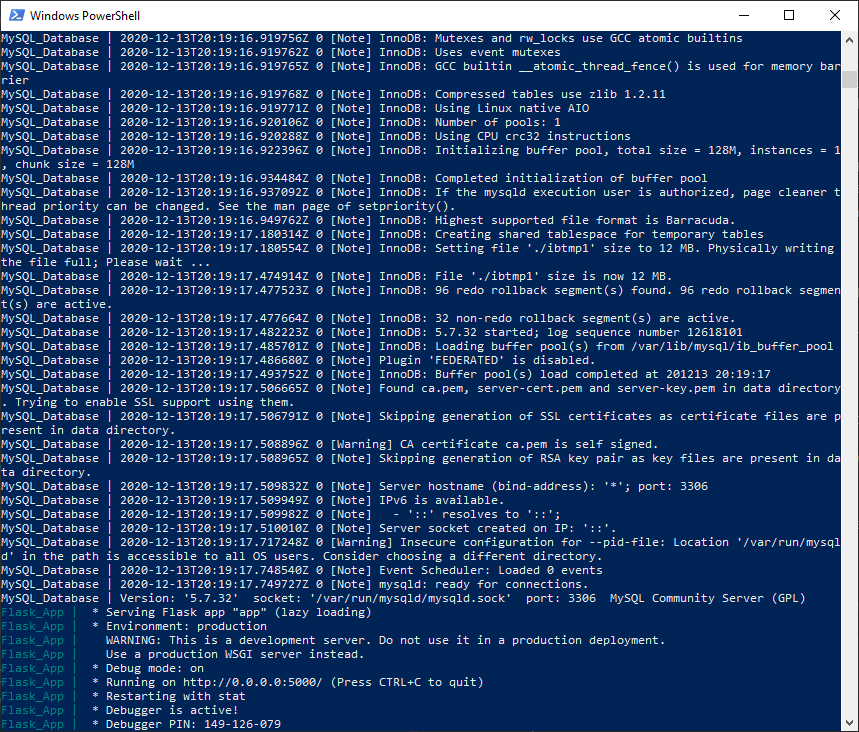 Windows PowerShell
MySQL_Database | 2020-12-13T20:19:16.919756Z 0 [Note] InnoDB: Mutexes and rw_locks use GCC atomic builtins
MySQL_Database | 2020-12-13T20:19:16.919762Z 0 [Note] InnoDB: Uses event mutexes
MySQL_Database | 2020-12-13T20:19:16.919765Z 0 [Note] InnoDB: GCC builtin __atomic_thread_fence() is used for memory bar
rier
MySQL_Database | 2020-12-13T20:19:16.919768Z 0 [Note] InnoDB: Compressed tables use zlib 1.2.11
MySQL_Database | 2020-12-13T20:19:16.919771Z 0 [Note] InnoDB: Using Linux native AIO
MySQL_Database | 2020-12-13T20:19:16.920106Z 0 [Note] InnoDB: Number of pools: 1
MySQL_Database | 2020-12-13T20:19:16.920288Z 0 [Note] InnoDB: Using CPU crc32 instructions
MySQL_Database | 2020-12-13T20:19:16.922396Z 0 [Note] InnoDB: Initializing buffer pool, total size = 128M, instances = 1
, chunk size = 128M
MySQL_Database | 2020-12-13T20:19:16.934484Z 0 [Note] InnoDB: Completed initialization of buffer pool
MySQL_Database | 2020-12-13T20:19:16.937092Z 0 [Note] InnoDB: If the mysqld execution user is authorized, page cleaner t
hread priority can be changed. See the man page of setpriority().
MySQL_Database | 2020-12-13T20:19:16.949762Z 0 [Note] InnoDB: Highest supported file format is Barracuda.
MySQL_Database | 2020-12-13T20:19:17.180314Z 0 [Note] InnoDB: Creating shared tablespace for temporary tables
MySQL_Database | 2020-12-13T20:19:17.180554Z 0 [Note] InnoDB: Setting file './ibtmp1' size to 12 MB. Physically writing
the file full; Please wait ...
MySQL_Database | 2020-12-13T20:19:17.474914Z 0 [Note] InnoDB: File './ibtmp1' size is now 12 MB.
MySQL_Database | 2020-12-13T20:19:17.477523Z 0 [Note] InnoDB: 96 redo rollback segment(s) found. 96 redo rollback segmen
t(s) are active.
MySQL_Database | 2020-12-13T20:19:17.477664Z 0 [Note] InnoDB: 32 non-redo rollback segment(s) are active.
MySQL_Database | 2020-12-13T20:19:17.482223Z 0 [Note] InnoDB: 5.7.32 started; log sequence number 12618101
MySQL_Database | 2020-12-13T20:19:17.485701Z 0 [Note] InnoDB: Loading buffer pool(s) from /var/lib/mysql/ib_buffer_pool
MySQL_Database | 2020-12-13T20:19:17.486680Z 0 [Note] Plugin 'FEDERATED' is disabled.
MySQL_Database | 2020-12-13T20:19:17.493752Z 0 [Note] InnoDB: Buffer pool(s) load completed at 201213 20:19:17
MySQL_Database | 2020-12-13T20:19:17.506665Z 0 [Note] Found ca.pem, server-cert.pem and server-key.pem in data directory
. Trying to enable SSL support using them.
MySQL_Database | 2020-12-13T20:19:17.506791Z 0 [Note] Skipping generation of SSL certificates as certificate files are p
resent in data directory.
MySQL_Database | 2020-12-13T20:19:17.508896Z 0 [Warning] CA certificate ca.pem is self signed.
MySQL_Database | 2020-12-13T20:19:17.508965Z 0 [Note] Skipping generation of RSA key pair as key files are present in da
ta directory.
MySQL_Database | 2020-12-13T20:19:17.509832Z 0 [Note] Server hostname (bind-address): '*'; port: 3306
MySQL_Database | 2020-12-13T20:19:17.509949Z 0 [Note] IPv6 is available.
MySQL_Database | 2020-12-13T20:19:17.509982Z 0 [Note]   - '::' resolves to '::';
MySQL_Database | 2020-12-13T20:19:17.510010Z 0 [Note] Server socket created on IP: '::'.
MySQL_Database | 2020-12-13T20:19:17.717248Z 0 [Warning] Insecure configuration for --pid-file: Location '/var/run/mysql
d' in the path is accessible to all OS users. Consider choosing a different directory.
MySQL_Database | 2020-12-13T20:19:17.748540Z 0 [Note] Event Scheduler: Loaded 0 events
MySQL_Database | 2020-12-13T20:19:17.749727Z 0 [Note] mysqld: ready for connections.
MySQL_Database | Version: '5.7.32'  socket: '/var/run/mysqld/mysqld.sock'  port: 3306  MySQL Community Server (GPL)
Flask_App |  * Serving Flask app "app" (lazy loading)
Flask_App |  * Environment: production
Flask_App |    WARNING: This is a development server. Do not use it in a production deployment.
Flask_App |    Use a production WSGI server instead.
Flask_App |  * Debug mode: on
Flask_App |  * Running on http://0.0.0.0:5000/ (Press CTRL+C to quit)
Flask_App |  * Restarting with stat
Flask_App |  * Debugger is active!
Flask_App |  * Debugger PIN: 149-126-079